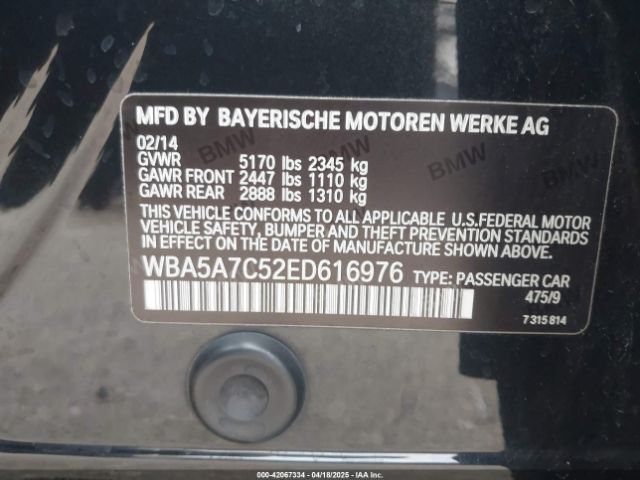 MFD BY BAYERISCHE MOTOREN WERKE AG
02/14
GVWR 5170 lbs 2345 kg
GAWR FRONT 2447 lbs 1110 kg
GAWR REAR 2888 lbs 1310 kg
THIS VEHICLE CONFORMS TO ALL APPLICABLE U.S.FEDERAL MOTOR
VEHICLE SAFETY, BUMPER AND THEFT PREVENTION STANDARDS
IN EFFECT ON THE DATE OF MANUFACTURE SHOWN ABOVE.
WBA5A7C52ED616976 TYPE: PASSENGER CAR
475/9
7 315 814
000-42067334 - 04/18/2025 - IAAI.COM